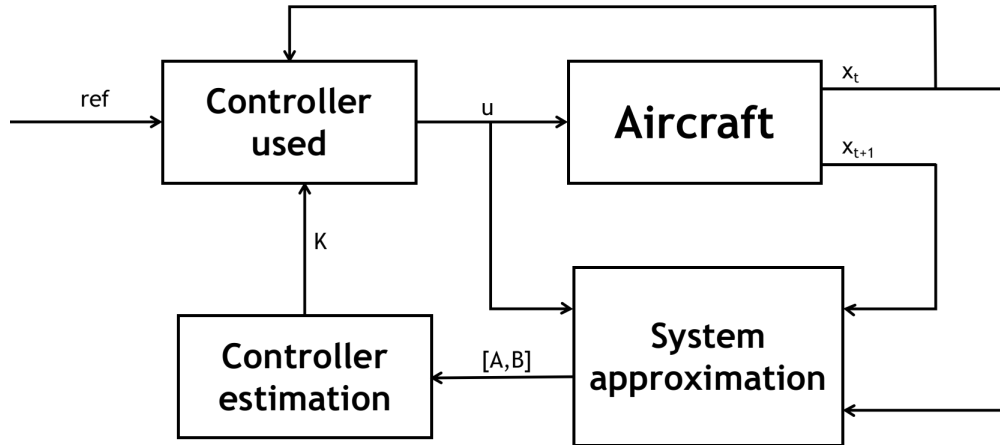 ref
Controller
used
u
Aircraft
xₜ
xₜ₊₁
K
Controller
estimation
[A,B]
System
approximation